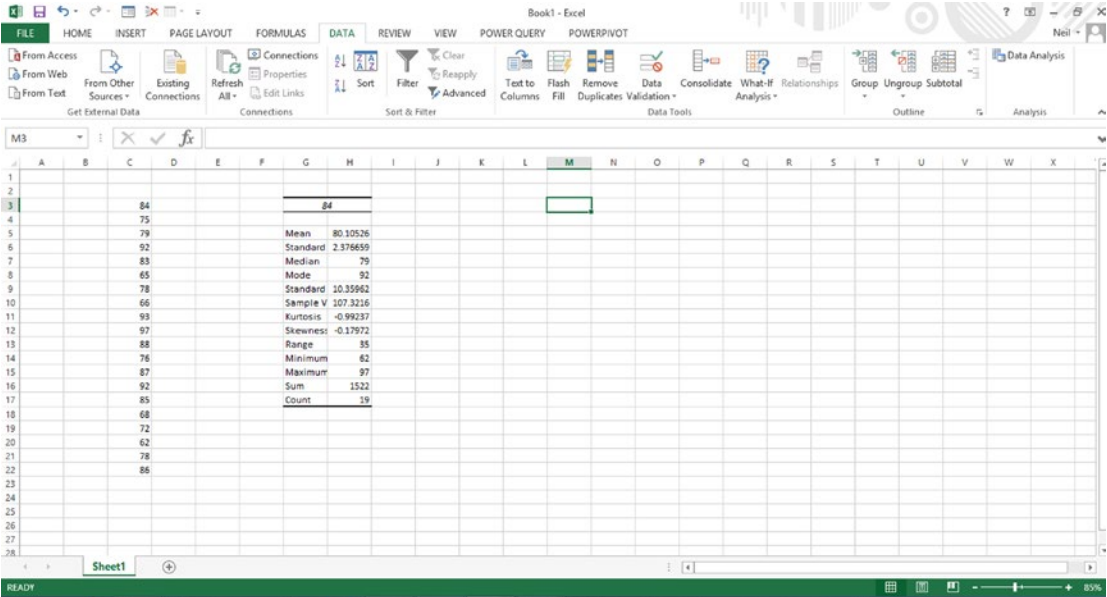 Book1 - Excel
?
FILE HOME INSERT PAGE LAYOUT FORMULAS DATA REVIEW VIEW POWER QUERY POWERPIVOT Neil
From Access
From Web
From Text
From Other Sources
Existing Connections
Get External Data
Refresh All
Connections
Properties
Edit Links
Connections
Sort
Filter
Clear
Reapply
Advanced
Sort & Filter
Text to Columns
Flash Fill
Remove Duplicates
Data Validation
Consolidate
What-If Analysis
Relationships
Data Tools
Group
Ungroup
Subtotal
Outline
Data Analysis
Analysis
M3 fx
A B C D E F G H I J K L M N O P Q R S T U V W X
1
2
3 84 84
4 75
5 79 Mean 80.10526
6 92 Standard 2.376659
7 83 Median 79
8 65 Mode 92
9 78 Standard 10.35962
10 66 Sample V 107.3216
11 93 Kurtosis -0.99237
12 97 Skewness -0.17972
13 88 Range 35
14 76 Minimum 62
15 87 Maximum 97
16 92 Sum 1522
17 85 Count 19
18 68
19 72
20 62
21 78
22 86
23
24
25
26
27
28
Sheet1
READY 85%